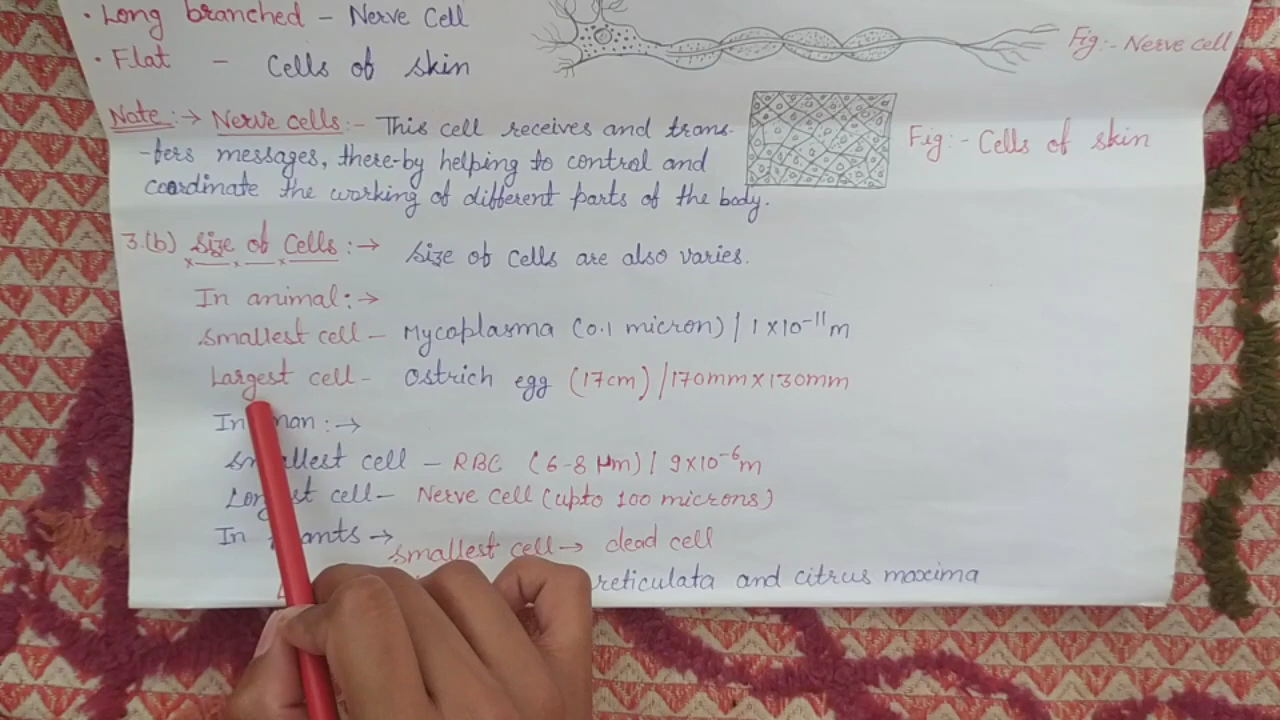 • Long branched - Nerve Cell
• Flat - Cells of skin
Fig:- Nerve cell
Note:→ Nerve cells:- This cell receives and trans-
-fers messages, there-by helping to control and
coordinate the working of different parts of the body.
Fig:- Cells of skin
3.(b) Size of Cells:→ Size of cells are also varies.
In animal:→
Smallest cell - Mycoplasma (0.1 micron) / 1×10⁻¹¹m
Largest cell - Ostrich egg (17cm) / 170mm×130mm
In man:→
Smallest cell - RBC (6-8 μm) / 9×10⁻⁶m
Longest cell - Nerve cell (upto 100 microns)
In plants →
smallest cell → dead cell
reticulata and citrus maxima